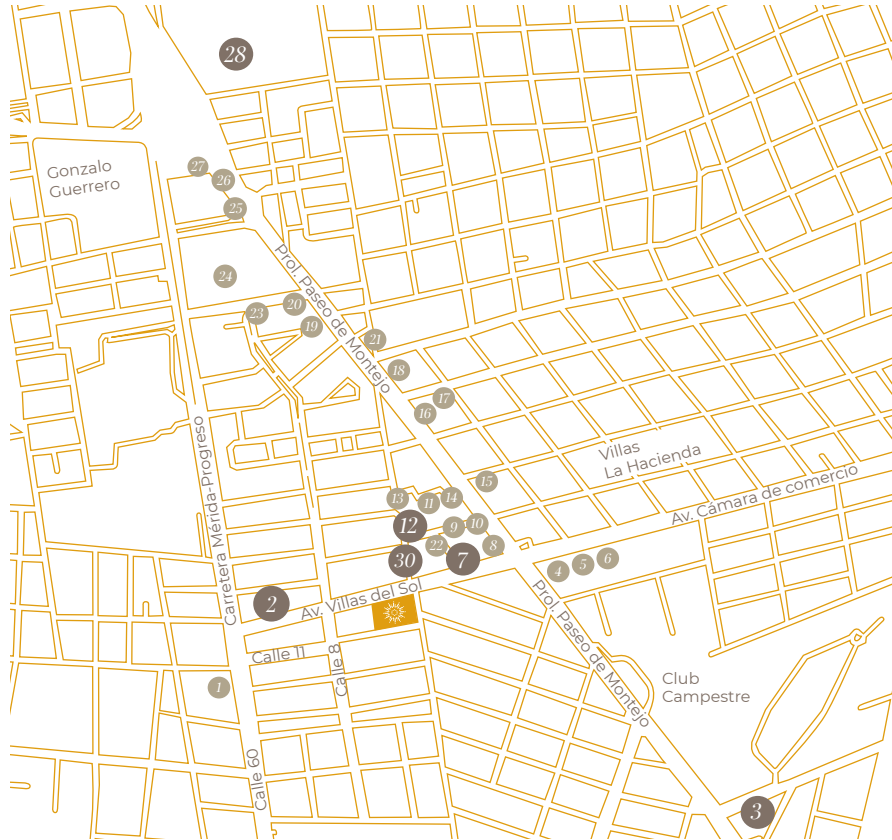 28
27
Gonzalo
Guerrero
26
25
Prol. Paseo de Montejo
24
20
23
19
21
18
17
16
Carretera Mérida-Progreso
Villas
La Hacienda
15
Av. Cámara de comercio
13
11
14
12
9
10
22
8
30
7
6
5
4
2
Av. Villas del Sol
Prol. Paseo de Montejo
Calle 11
Calle 8
1
Club
Campestre
Calle 60
3